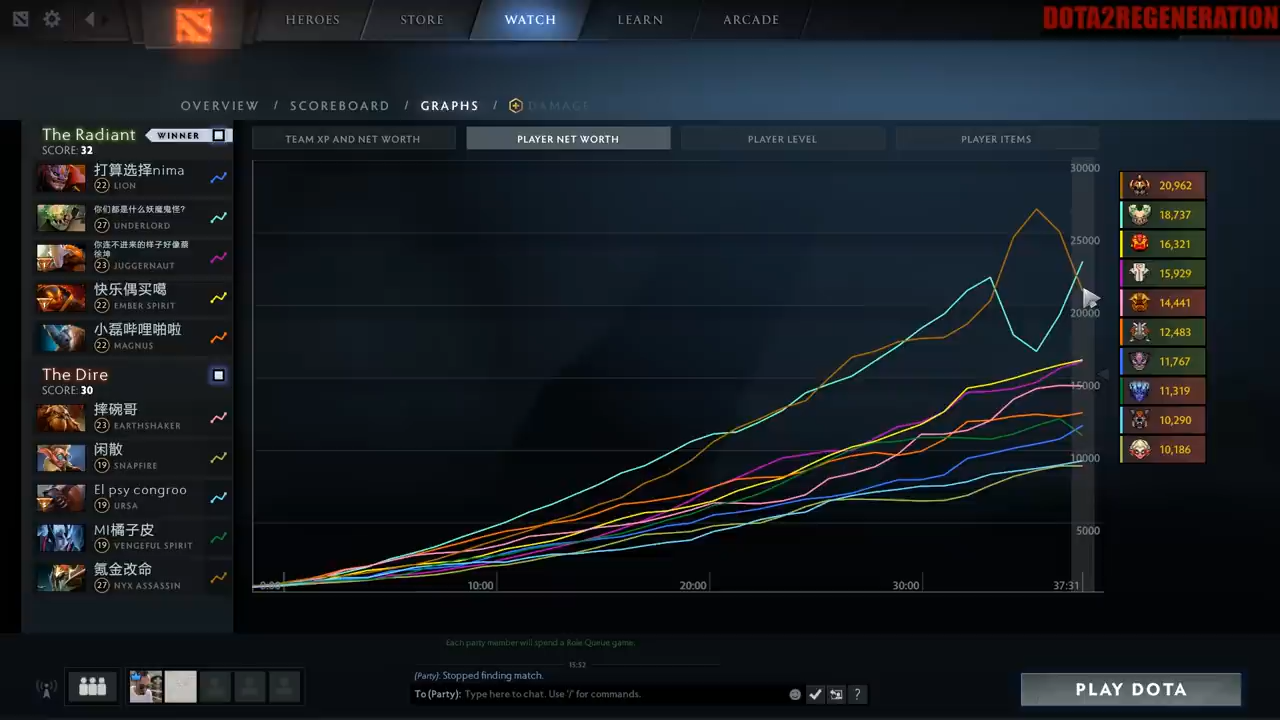 HEROES
STORE
WATCH
LEARN
ARCADE
DOTA2REGENERATION
OVERVIEW / SCOREBOARD / GRAPHS / DAMAGE
The Radiant
WINNER
SCORE: 32
打算选择nima
22 LION
你们都是什么妖魔鬼怪?
27 UNDERLORD
你连不进来的样子好像蔡
徐坤
23 JUGGERNAUT
快乐偶买噶
22 EMBER SPIRIT
小磊哔哩啪啦
22 MAGNUS
The Dire
SCORE: 30
摔碗哥
23 EARTHSHAKER
闲散
19 SNAPFIRE
El psy congroo
19 URSA
MI橘子皮
19 VENGEFUL SPIRIT
氪金改命
27 NYX ASSASSIN
TEAM XP AND NET WORTH
PLAYER NET WORTH
PLAYER LEVEL
PLAYER ITEMS
30000
25000
20000
15000
10000
5000
0:00
10:00
20:00
30:00
37:31
20,962
18,737
16,321
15,929
14,441
12,483
11,767
11,319
10,290
10,186
Each party member will spend a Role Queue game.
15:52
(Party): Stopped finding match.
To (Party): Type here to chat. Use '/' for commands.
?
PLAY DOTA